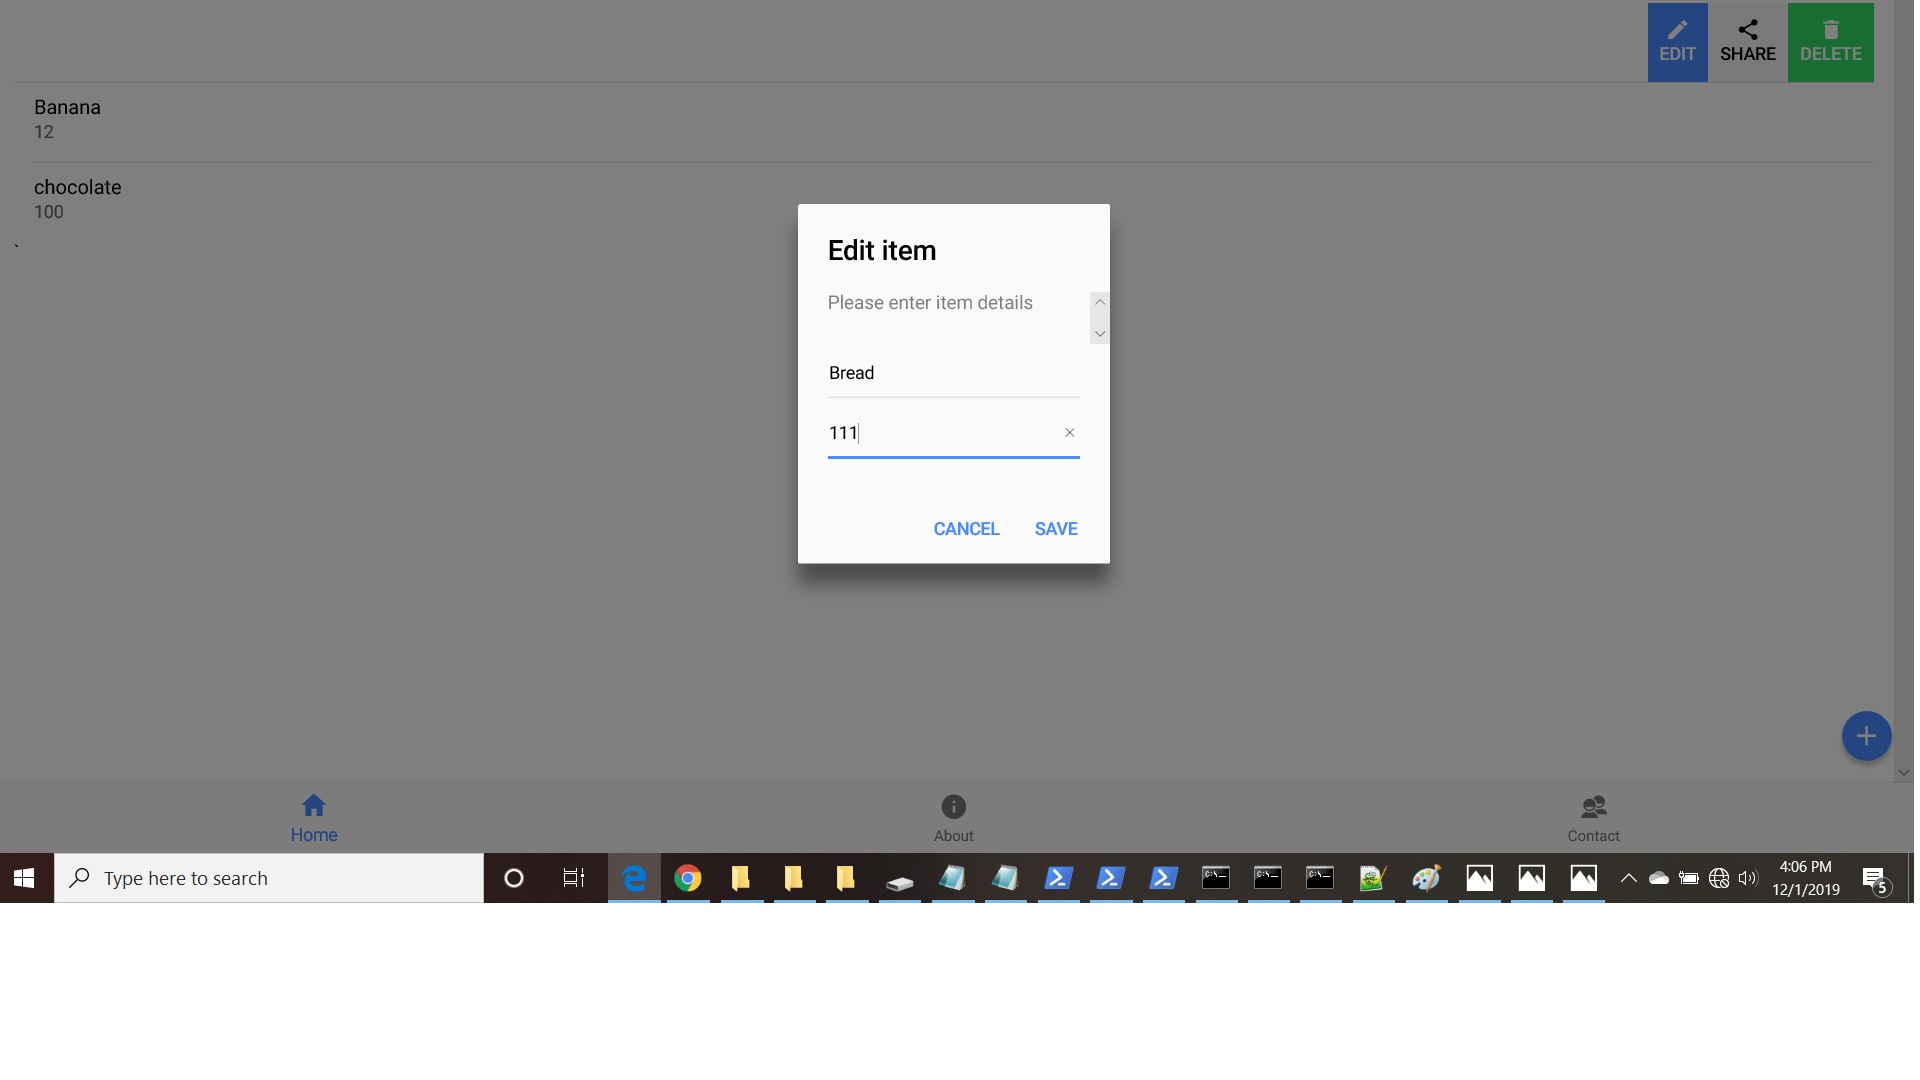 EDIT SHARE DELETE
Banana
12
chocolate
100
`
Edit item
Please enter item details
Bread
111
CANCEL SAVE
Home About Contact
Type here to search
4:06 PM
12/1/2019
5